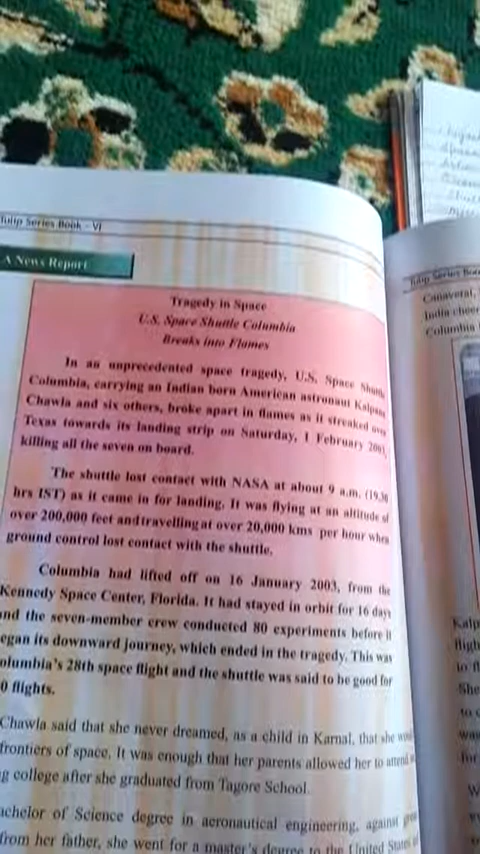 Tulip Series Book - VI
A News Report
Tragedy in Space
U.S. Space Shuttle Columbia
Breaks into Flames
In an unprecedented space tragedy, U.S. Space Shuttle
Columbia, carrying an Indian born American astronaut Kalpana
Chawla and six others, broke apart in flames as it streaked over
Texas towards its landing strip on Saturday, 1 February 2003,
killing all the seven on board.
The shuttle lost contact with NASA at about 9 a.m. (19.30
hrs IST) as it came in for landing. It was flying at an altitude of
over 200,000 feet and travelling at over 20,000 kms per hour when
ground control lost contact with the shuttle.
Columbia had lifted off on 16 January 2003, from the
Kennedy Space Center, Florida. It had stayed in orbit for 16 days
and the seven-member crew conducted 80 experiments before it
egan its downward journey, which ended in the tragedy. This was
olumbia's 28th space flight and the shuttle was said to be good for
0 flights.
Chawla said that she never dreamed, as a child in Karnal, that she
frontiers of space. It was enough that her parents allowed her to attend
g college after she graduated from Tagore School.
achelor of Science degree in aeronautical engineering, against
from her father, she went for a master's degree to the United States
Tulip Series
Canaveral,
India cheer
Columbia
Kalp
fligh
to fl
She
to
was
for
W